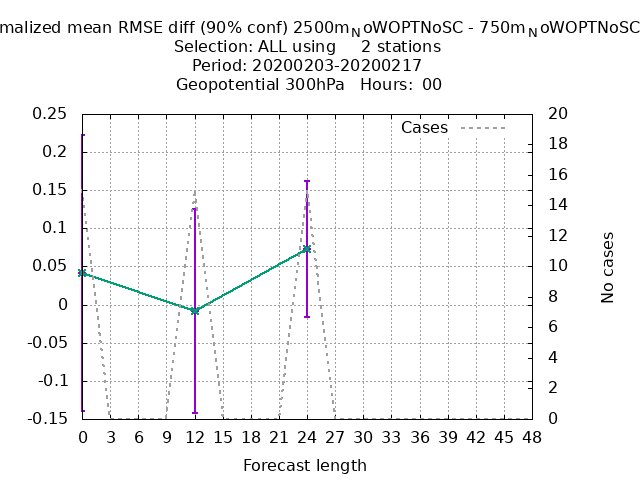 malized mean RMSE diff (90% conf) 2500mNoWOPTNoSC - 750mNoWOPTNoSC
Selection: ALL using 2 stations
Period: 20200203-20200217
Geopotential 300hPa Hours: 00
Cases
0.25
0.2
0.15
0.1
0.05
0
-0.05
-0.1
-0.15
20
18
16
14
12
10
8
6
4
2
0
No cases
0 3 6 9 12 15 18 21 24 27 30 33 36 39 42 45 48
Forecast length